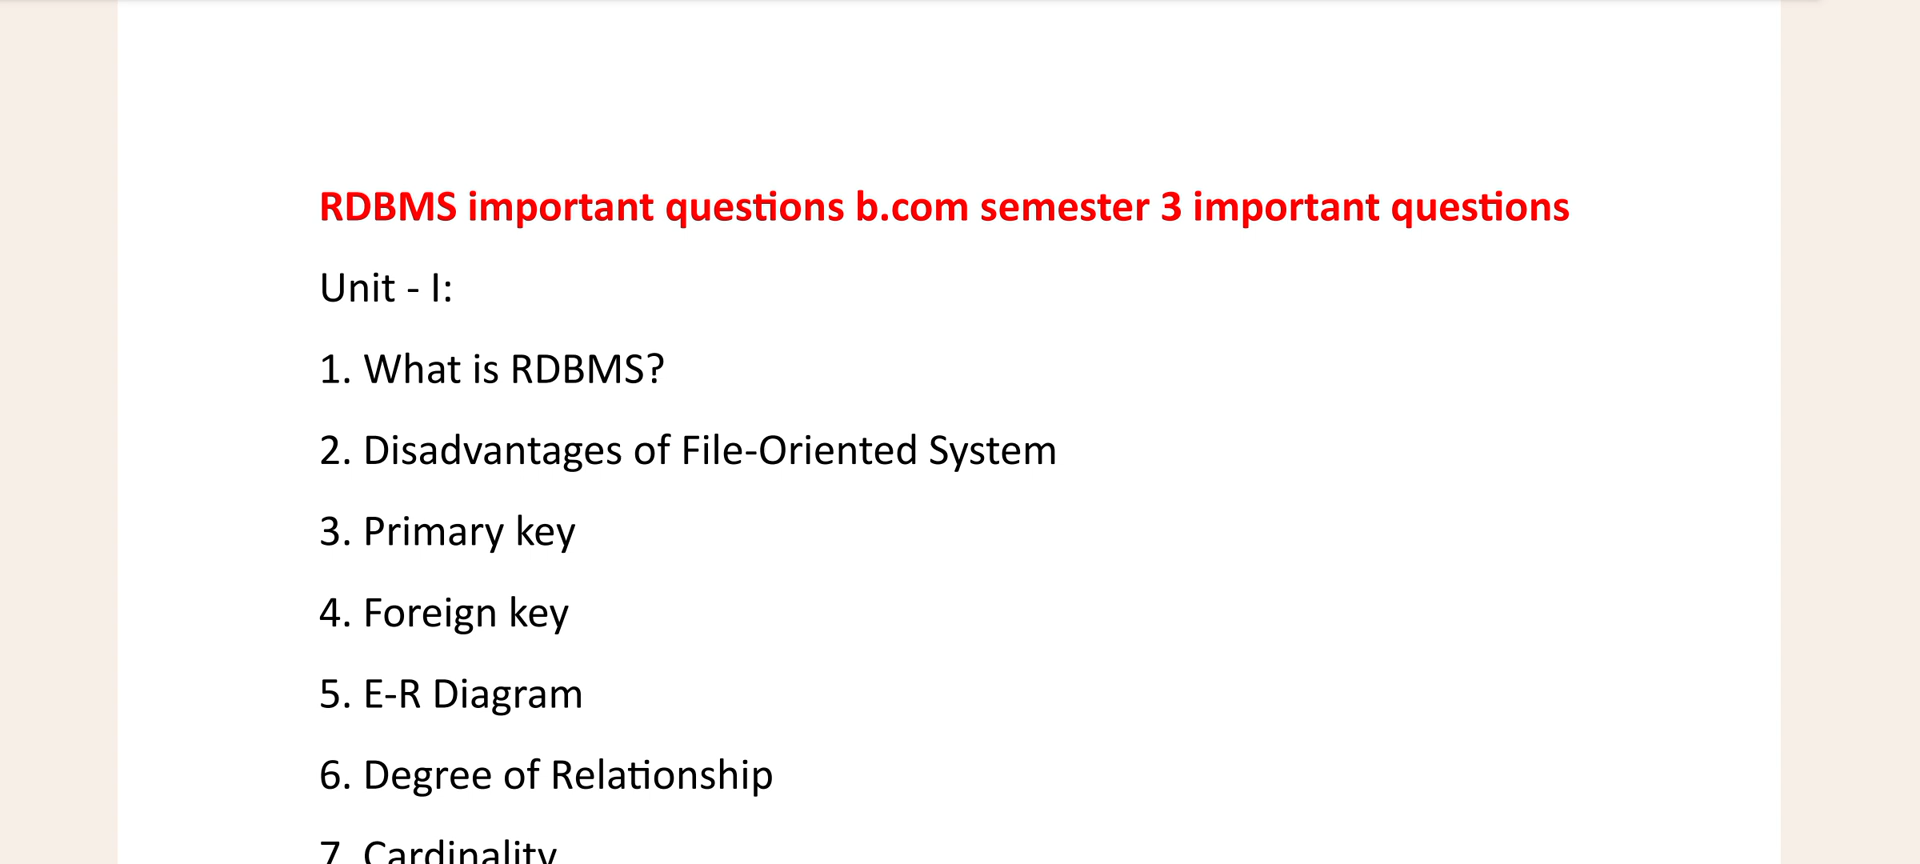 RDBMS important questions b.com semester 3 important questions
Unit - I:
1. What is RDBMS?
2. Disadvantages of File-Oriented System
3. Primary key
4. Foreign key
5. E-R Diagram
6. Degree of Relationship
7. Cardinality